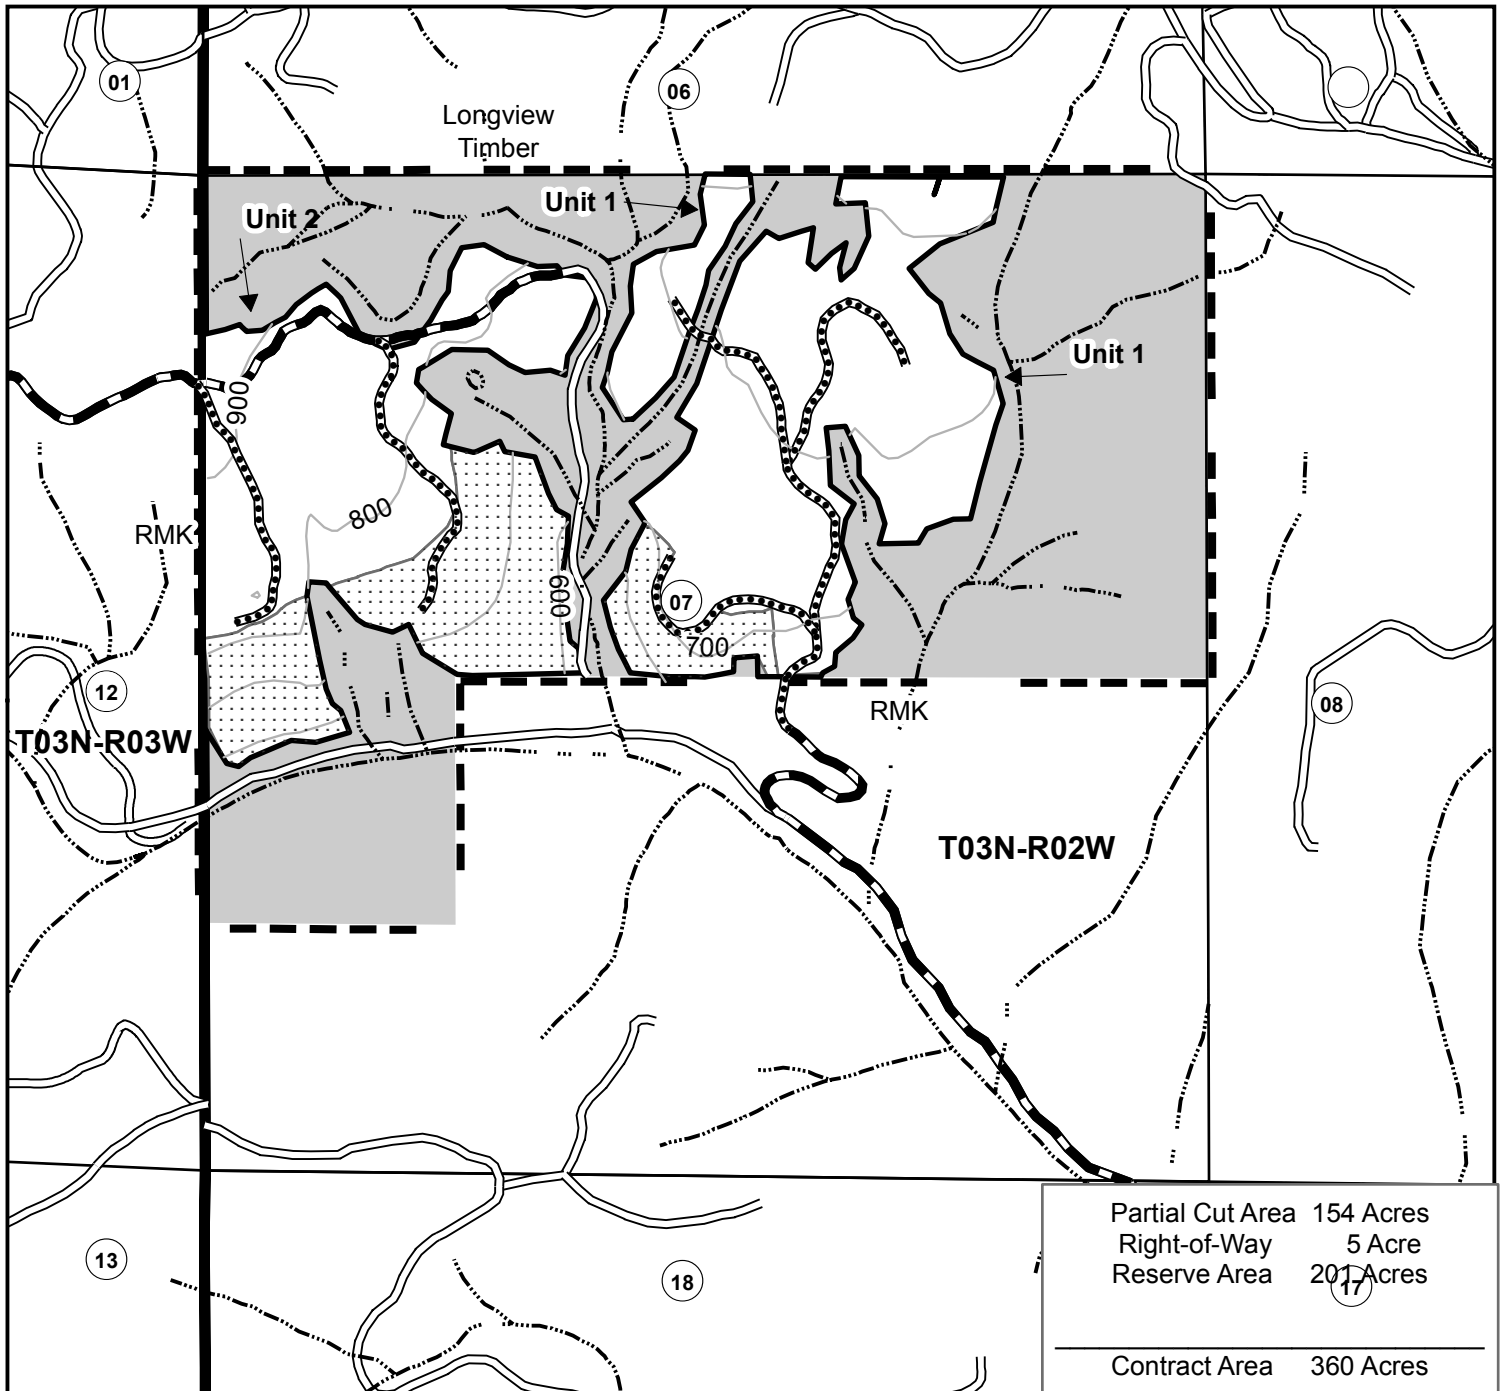 01
06
Longview
Timber
Unit 1
Unit 2
Unit 1
900
800
RMK
600
07
700
12
RMK
08
T03N-R03W
T03N-R02W
Partial Cut Area 154 Acres
Right-of-Way 5 Acre
Reserve Area 201 Acres
17
13
18
Contract Area 360 Acres